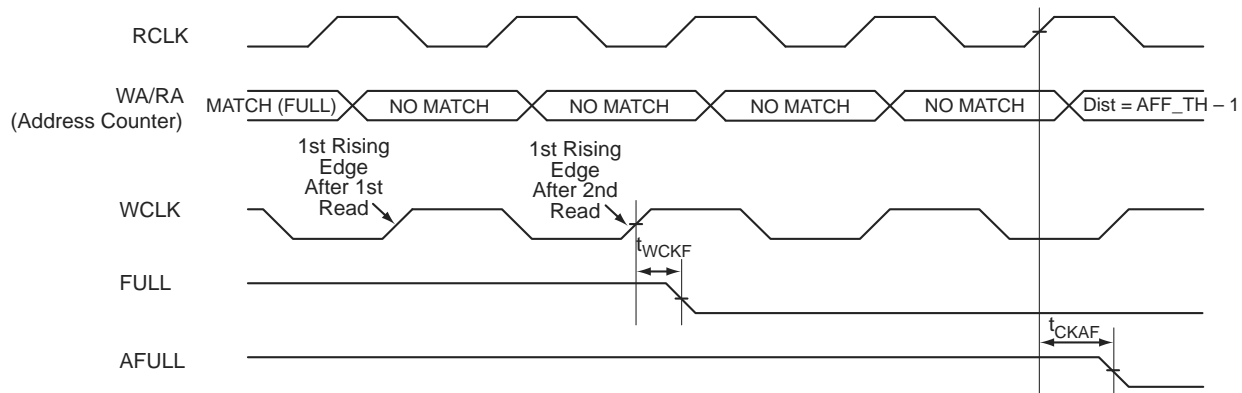 RCLK
WA/RA
(Address Counter)
MATCH (FULL)
NO MATCH
NO MATCH
NO MATCH
NO MATCH
Dist = AFF_TH – 1
1st Rising
Edge
After 1st
Read
1st Rising
Edge
After 2nd
Read
WCLK
tWCKF
FULL
tCKAF
AFULL